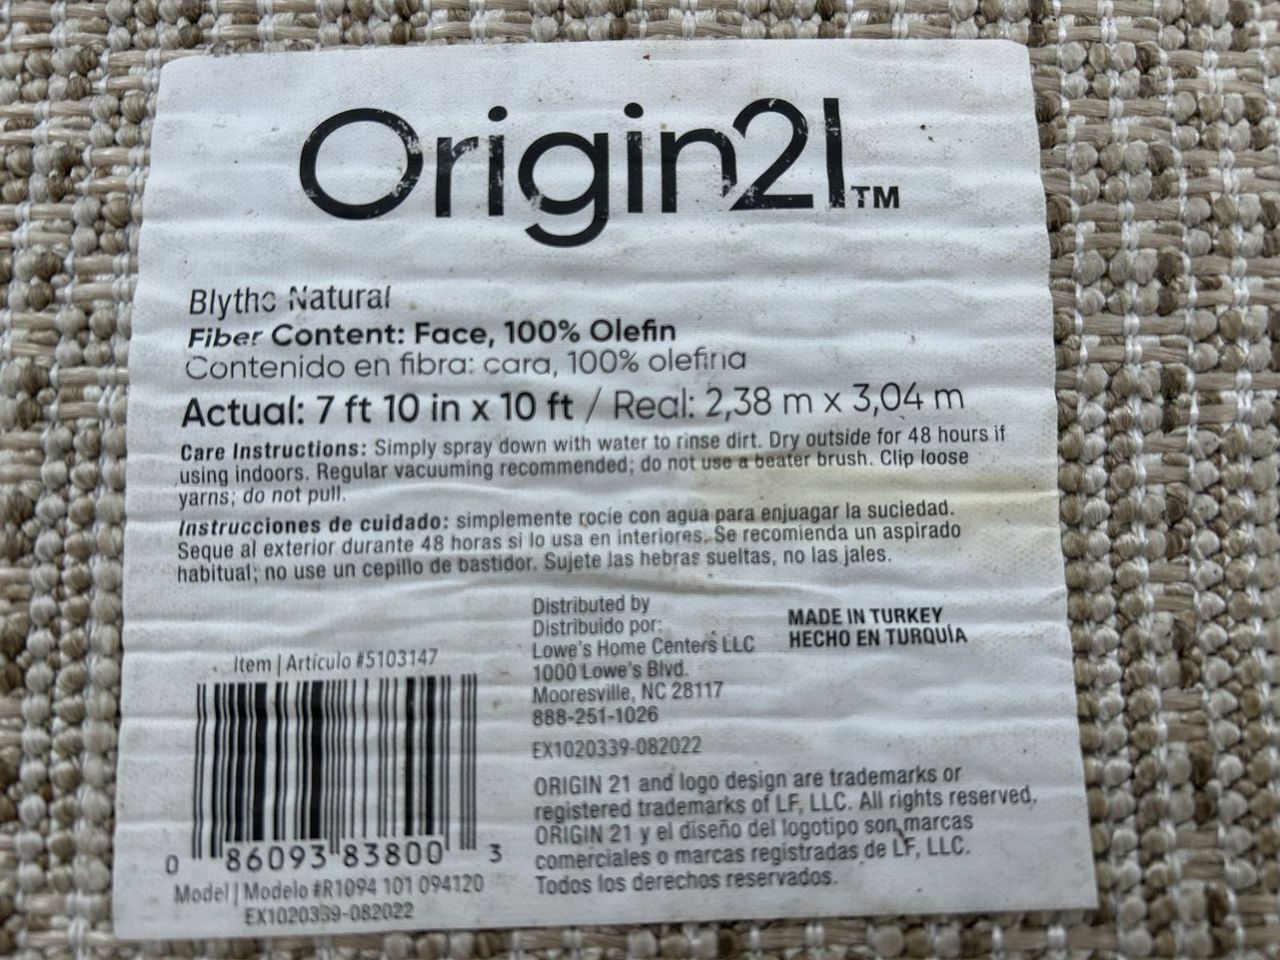 Origin21™
Blythe Natural
Fiber Content: Face, 100% Olefin
Contenido en fibra: cara, 100% olefina
Actual: 7 ft 10 in x 10 ft / Real: 2,38 m x 3,04 m
Care Instructions: Simply spray down with water to rinse dirt. Dry outside for 48 hours if
using indoors. Regular vacuuming recommended; do not use a beater brush. Clip loose
yarns; do not pull.
Instrucciones de cuidado: simplemente rocíe con agua para enjuagar la suciedad.
Seque al exterior durante 48 horas si lo usa en interiores. Se recomienda un aspirado
habitual; no use un cepillo de bastidor. Sujete las hebras sueltas, no las jales.
Item | Artículo #5103147
0 86093 83800 3
Model | Modelo #R1094 101 094120
EX1020339-082022
Distributed by
Distribuido por:
Lowe's Home Centers LLC
1000 Lowe's Blvd.
Mooresville, NC 28117
888-251-1026
MADE IN TURKEY
HECHO EN TURQUÍA
EX1020339-082022
ORIGIN 21 and logo design are trademarks or
registered trademarks of LF, LLC. All rights reserved.
ORIGIN 21 y el diseño del logotipo son marcas
comerciales o marcas registradas de LF, LLC.
Todos los derechos reservados.